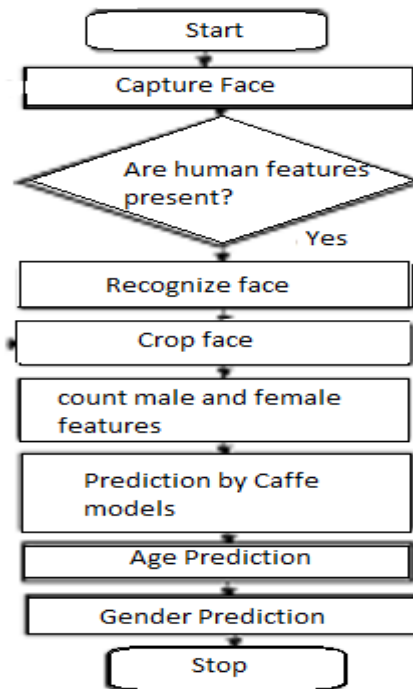 Start
Capture Face
Are human features
present?
Yes
Recognize face
Crop face
count male and female
features
Prediction by Caffe
models
Age Prediction
Gender Prediction
Stop